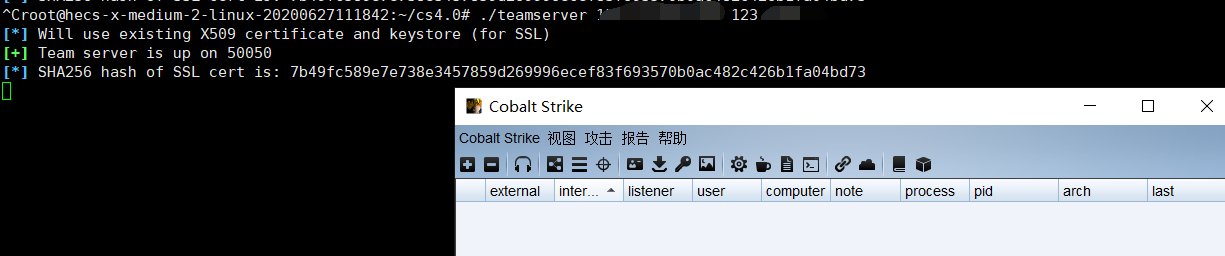 ^Croot@hecs-x-medium-2-linux-20200627111842:~/cs4.0# ./teamserver 123
[*] Will use existing X509 certificate and keystore (for SSL)
[+] Team server is up on 50050
[*] SHA256 hash of SSL cert is: 7b49fc589e7e738e3457859d269996ecef83f693570b0ac482c426b1fa04bd73
Cobalt Strike
Cobalt Strike 视图 攻击 报告 帮助
external inter... listener user computer note process pid arch last